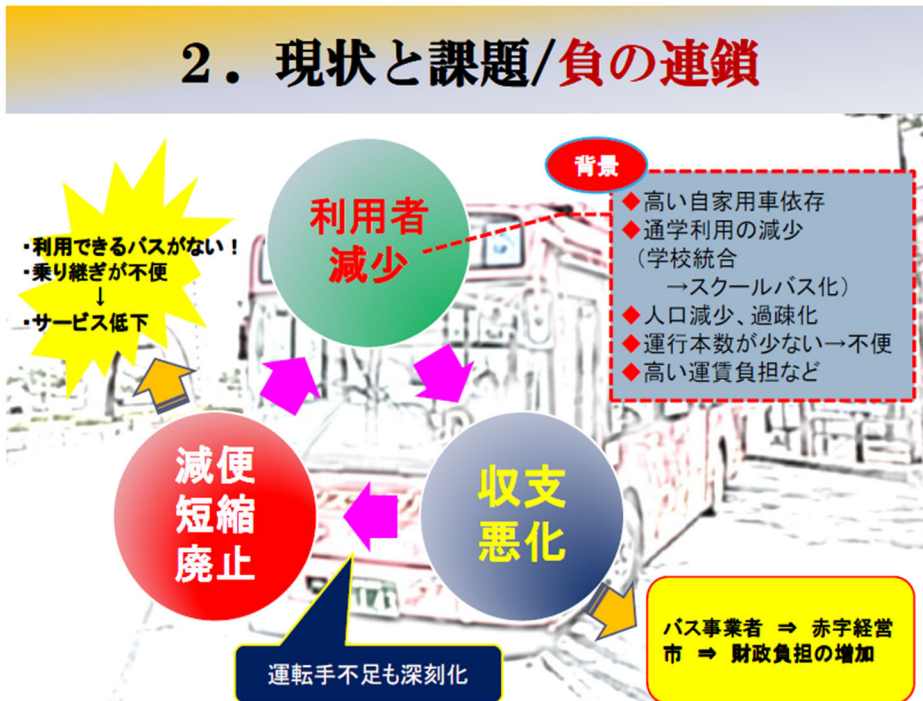 ２．現状と課題/負の連鎖
利用者
減少
背景
◆高い自家用車依存
◆通学利用の減少
（学校統合
→スクールバス化）
◆人口減少、過疎化
◆運行本数が少ない→不便
◆高い運賃負担など
・利用できるバスがない！
・乗り継ぎが不便
↓
・サービス低下
減便
短縮
廃止
収支
悪化
運転手不足も深刻化
バス事業者 ⇒ 赤字経営
市 ⇒ 財政負担の増加